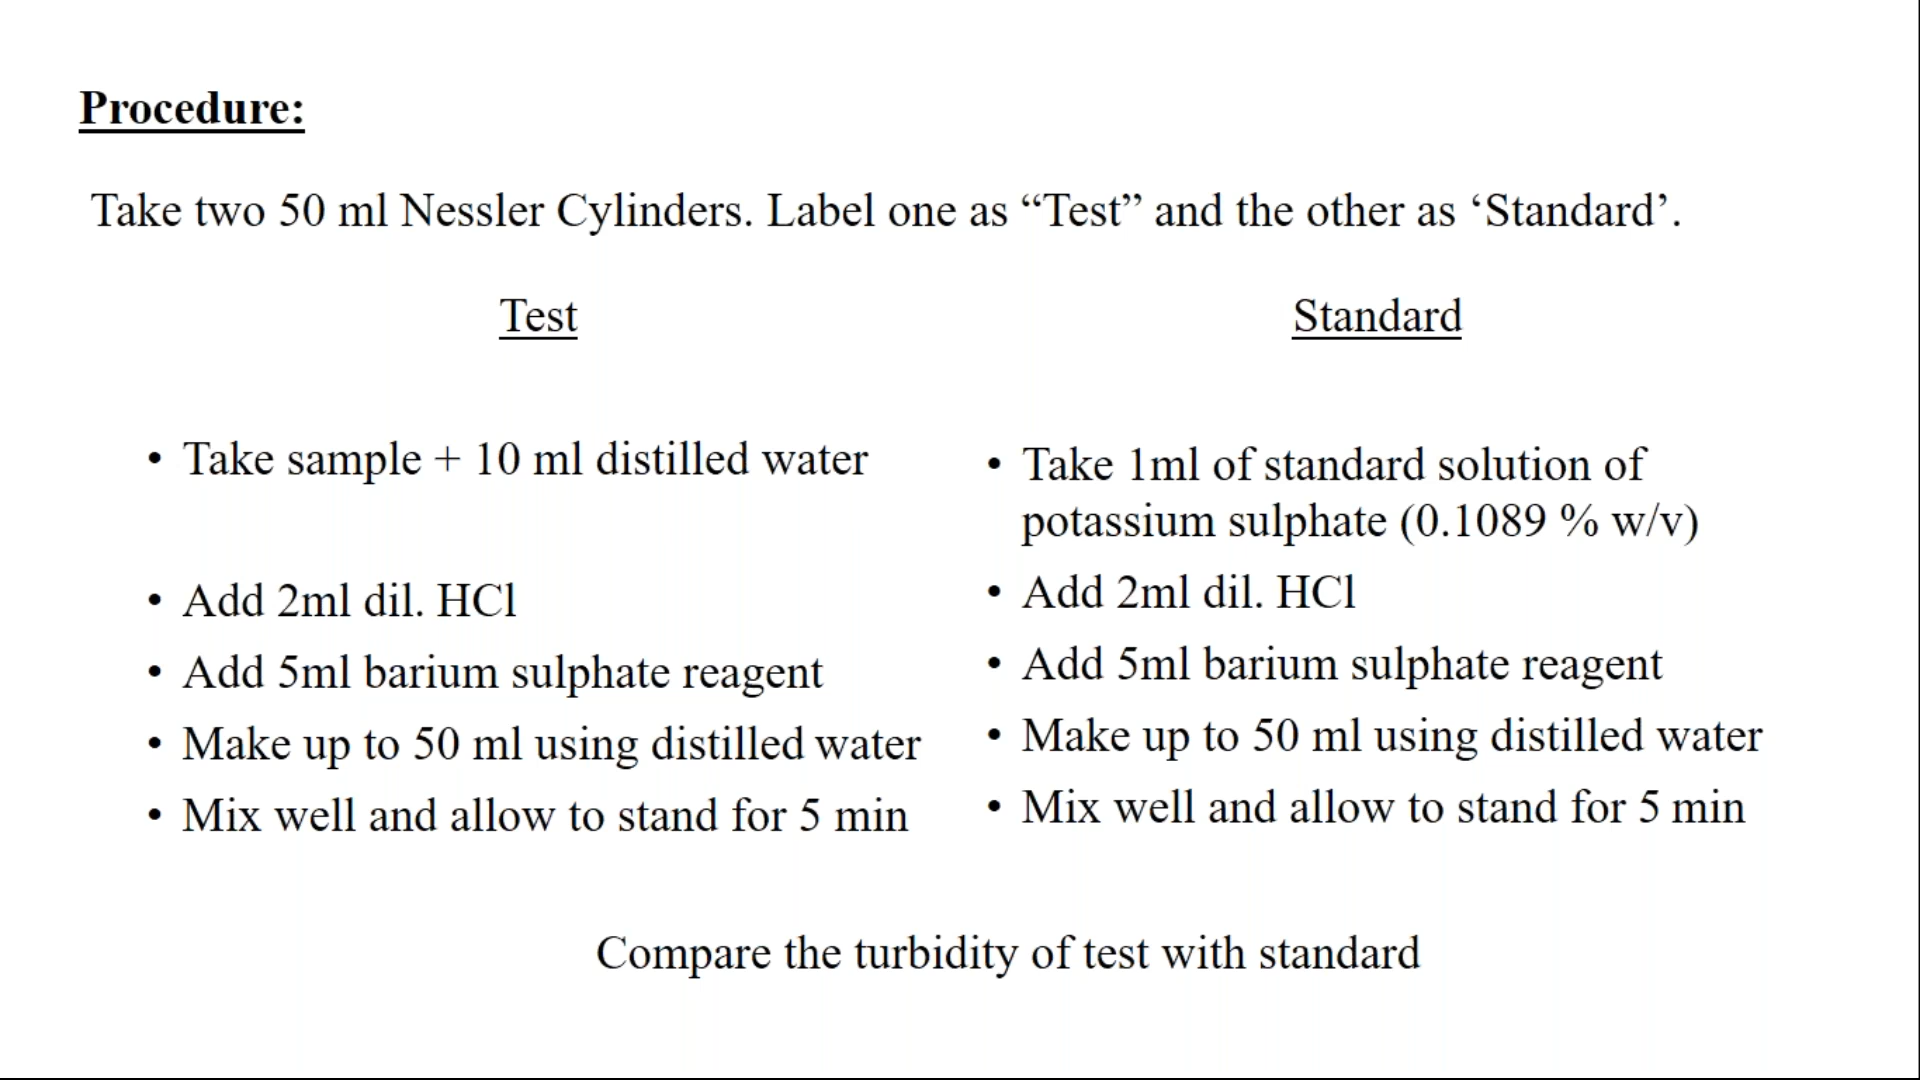 Procedure:
Take two 50 ml Nessler Cylinders. Label one as “Test” and the other as ‘Standard’.
Test
• Take sample + 10 ml distilled water
• Add 2ml dil. HCl
• Add 5ml barium sulphate reagent
• Make up to 50 ml using distilled water
• Mix well and allow to stand for 5 min
Standard
• Take 1ml of standard solution of
potassium sulphate (0.1089 % w/v)
• Add 2ml dil. HCl
• Add 5ml barium sulphate reagent
• Make up to 50 ml using distilled water
• Mix well and allow to stand for 5 min
Compare the turbidity of test with standard